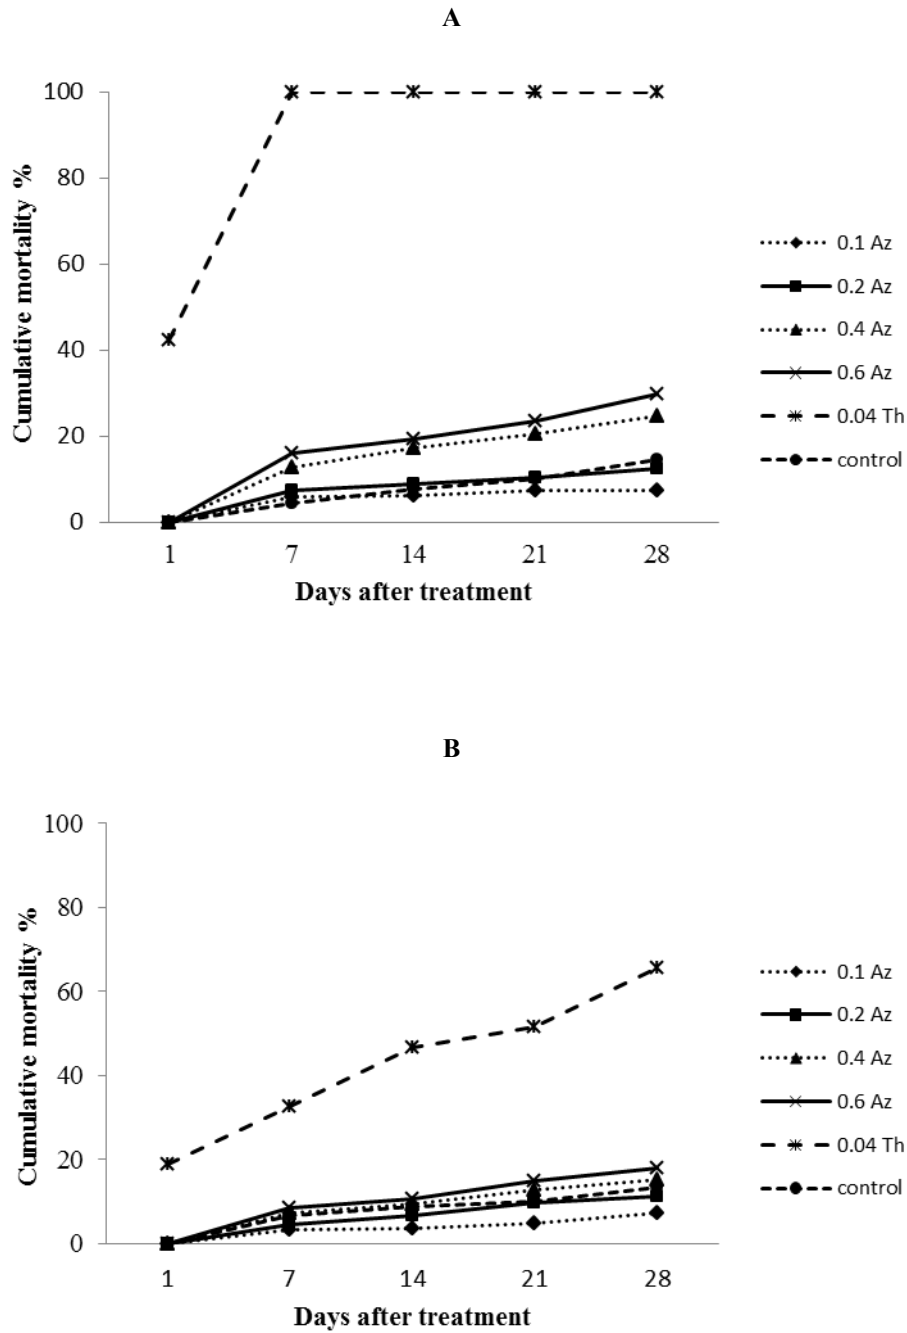 A
Cumulative mortality %
100
80
60
40
20
0
1 7 14 21 28
Days after treatment
0.1 Az
0.2 Az
0.4 Az
0.6 Az
0.04 Th
control
B
Cumulative mortality %
100
80
60
40
20
0
1 7 14 21 28
Days after treatment
0.1 Az
0.2 Az
0.4 Az
0.6 Az
0.04 Th
control